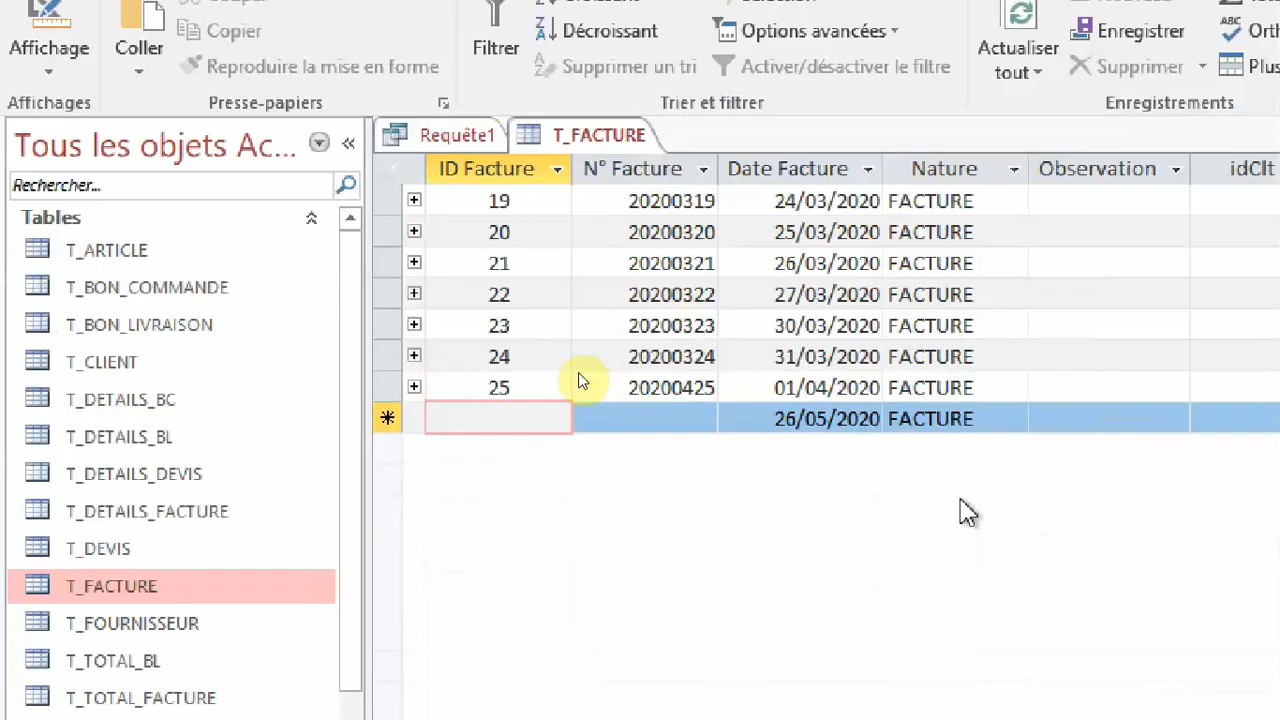 Copier
Reproduire la mise en forme
Affichage
Coller
Affichages
Presse-papiers
Filtrer
Décroissant
Supprimer un tri
Options avancées
Activer/désactiver le filtre
Trier et filtrer
Actualiser
tout
Enregistrer
Supprimer
Plus
Enregistrements
Tous les objets Ac...
Rechercher...
Tables
T_ARTICLE
T_BON_COMMANDE
T_BON_LIVRAISON
T_CLIENT
T_DETAILS_BC
T_DETAILS_BL
T_DETAILS_DEVIS
T_DETAILS_FACTURE
T_DEVIS
T_FACTURE
T_FOURNISSEUR
T_TOTAL_BL
T_TOTAL_FACTURE
Requête1 T_FACTURE
ID Facture N° Facture Date Facture Nature Observation idClt
19 20200319 24/03/2020 FACTURE
20 20200320 25/03/2020 FACTURE
21 20200321 26/03/2020 FACTURE
22 20200322 27/03/2020 FACTURE
23 20200323 30/03/2020 FACTURE
24 20200324 31/03/2020 FACTURE
25 20200425 01/04/2020 FACTURE
26/05/2020 FACTURE